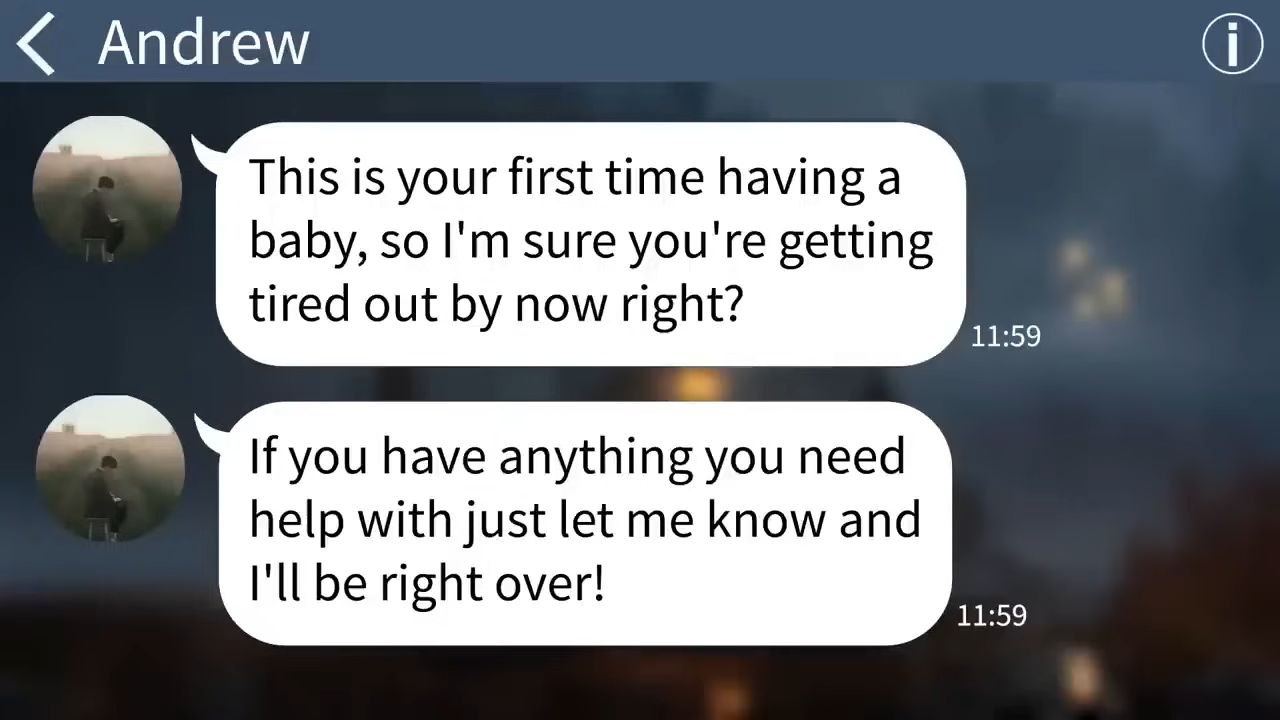 Andrew
i
This is your first time having a
baby, so I'm sure you're getting
tired out by now right?
11:59
If you have anything you need
help with just let me know and
I'll be right over!
11:59